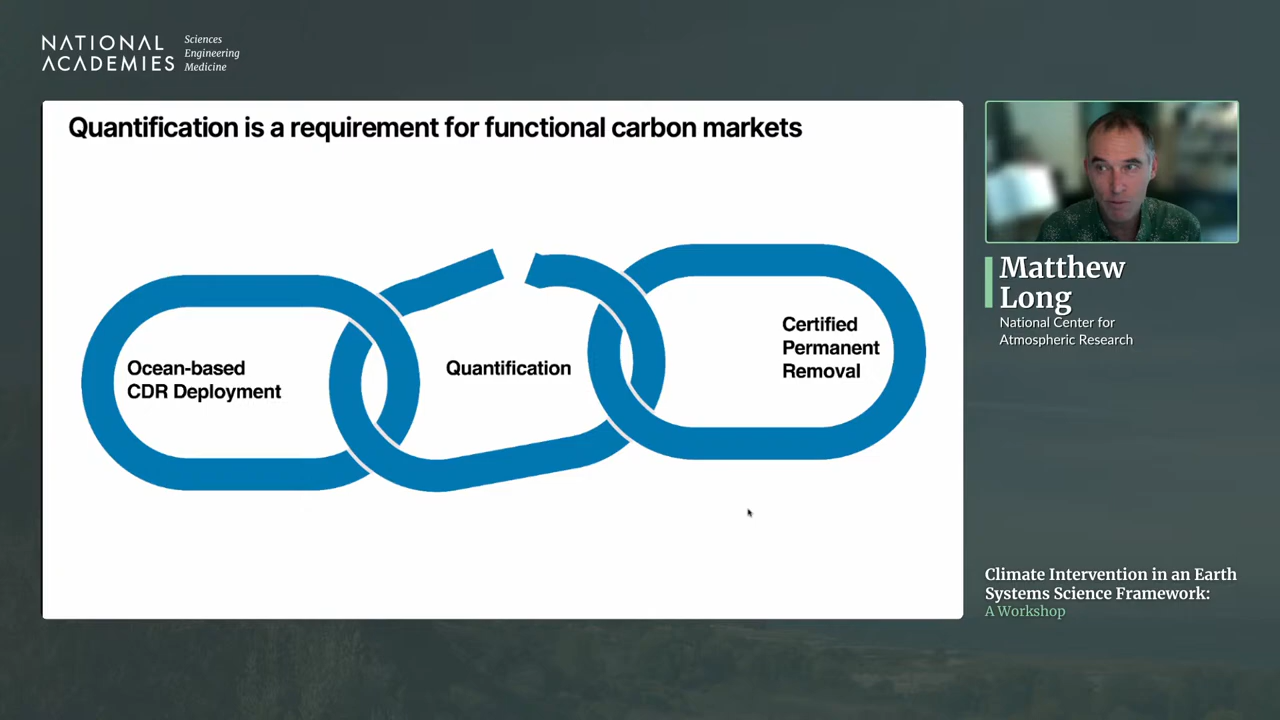 NATIONAL
ACADEMIES
Sciences
Engineering
Medicine
Quantification is a requirement for functional carbon markets
Ocean-based
CDR Deployment
Quantification
Certified
Permanent
Removal
Matthew
Long
National Center for
Atmospheric Research
Climate Intervention in an Earth
Systems Science Framework:
A Workshop